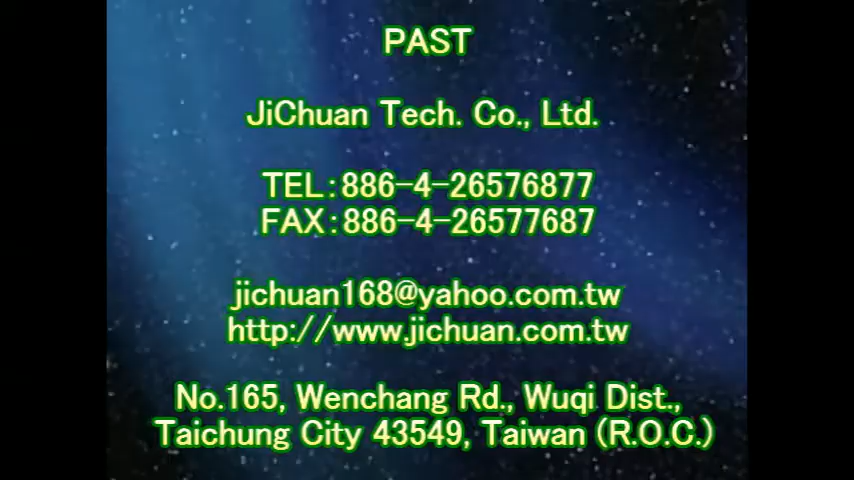 PAST
JiChuan Tech. Co., Ltd.
TEL:886-4-26576877
FAX:886-4-26577687
jichuan168@yahoo.com.tw
http://www.jichuan.com.tw
No.165, Wenchang Rd., Wuqi Dist.,
Taichung City 43549, Taiwan (R.O.C.)